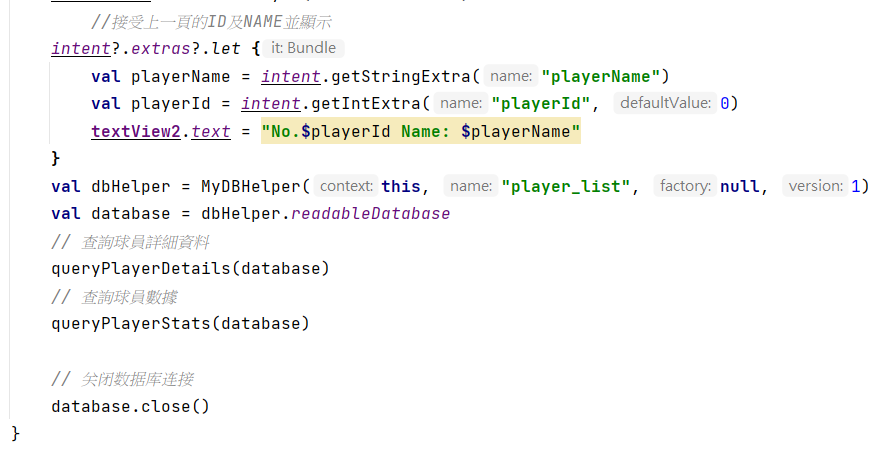 //接受上一頁的ID及NAME並顯示
intent?.extras?.let { it: Bundle
val playerName = intent.getStringExtra( name: "playerName")
val playerId = intent.getIntExtra( name: "playerId", defaultValue: 0)
textView2.text = "No.$playerId Name: $playerName"
}
val dbHelper = MyDBHelper( context: this, name: "player_list", factory: null, version: 1)
val database = dbHelper.readableDatabase
// 查詢球員詳細資料
queryPlayerDetails(database)
// 查詢球員數據
queryPlayerStats(database)
// 关闭数据库连接
database.close()
}